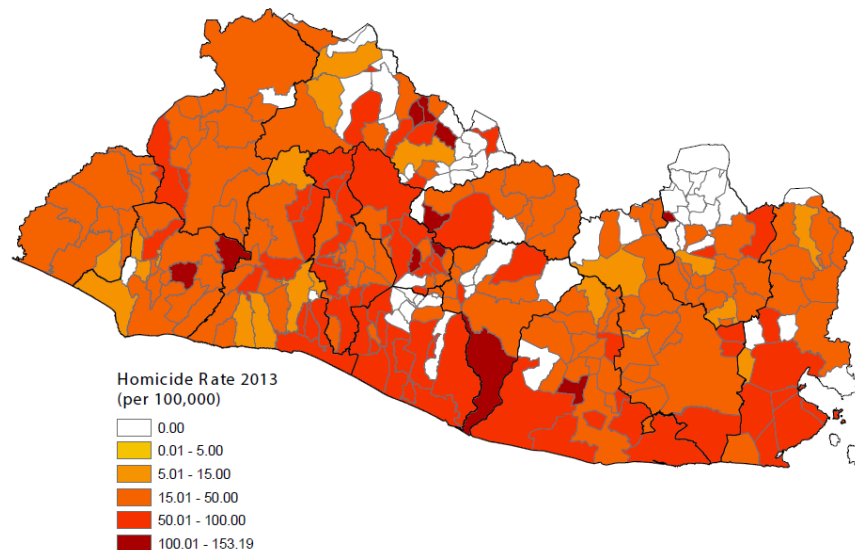 Homicide Rate 2013
(per 100,000)
0.00
0.01 - 5.00
5.01 - 15.00
15.01 - 50.00
50.01 - 100.00
100.01 - 153.19